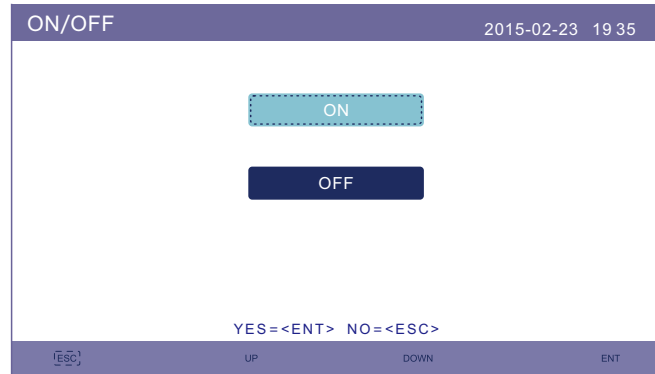 ON/OFF 2015-02-23 19 35
ON
OFF
YES=<ENT> NO=<ESC>
ESC UP DOWN ENT